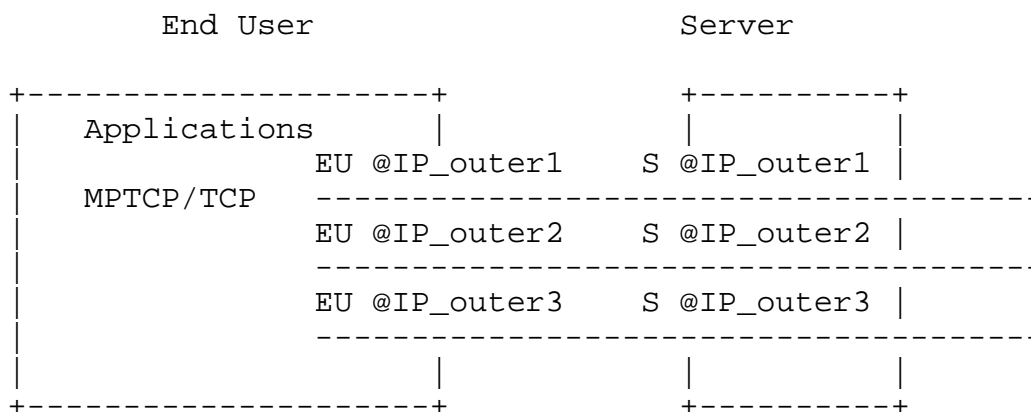 End User Server
Applications
EU @IP_outer1 S @IP_outer1
MPTCP/TCP
EU @IP_outer2 S @IP_outer2
EU @IP_outer3 S @IP_outer3